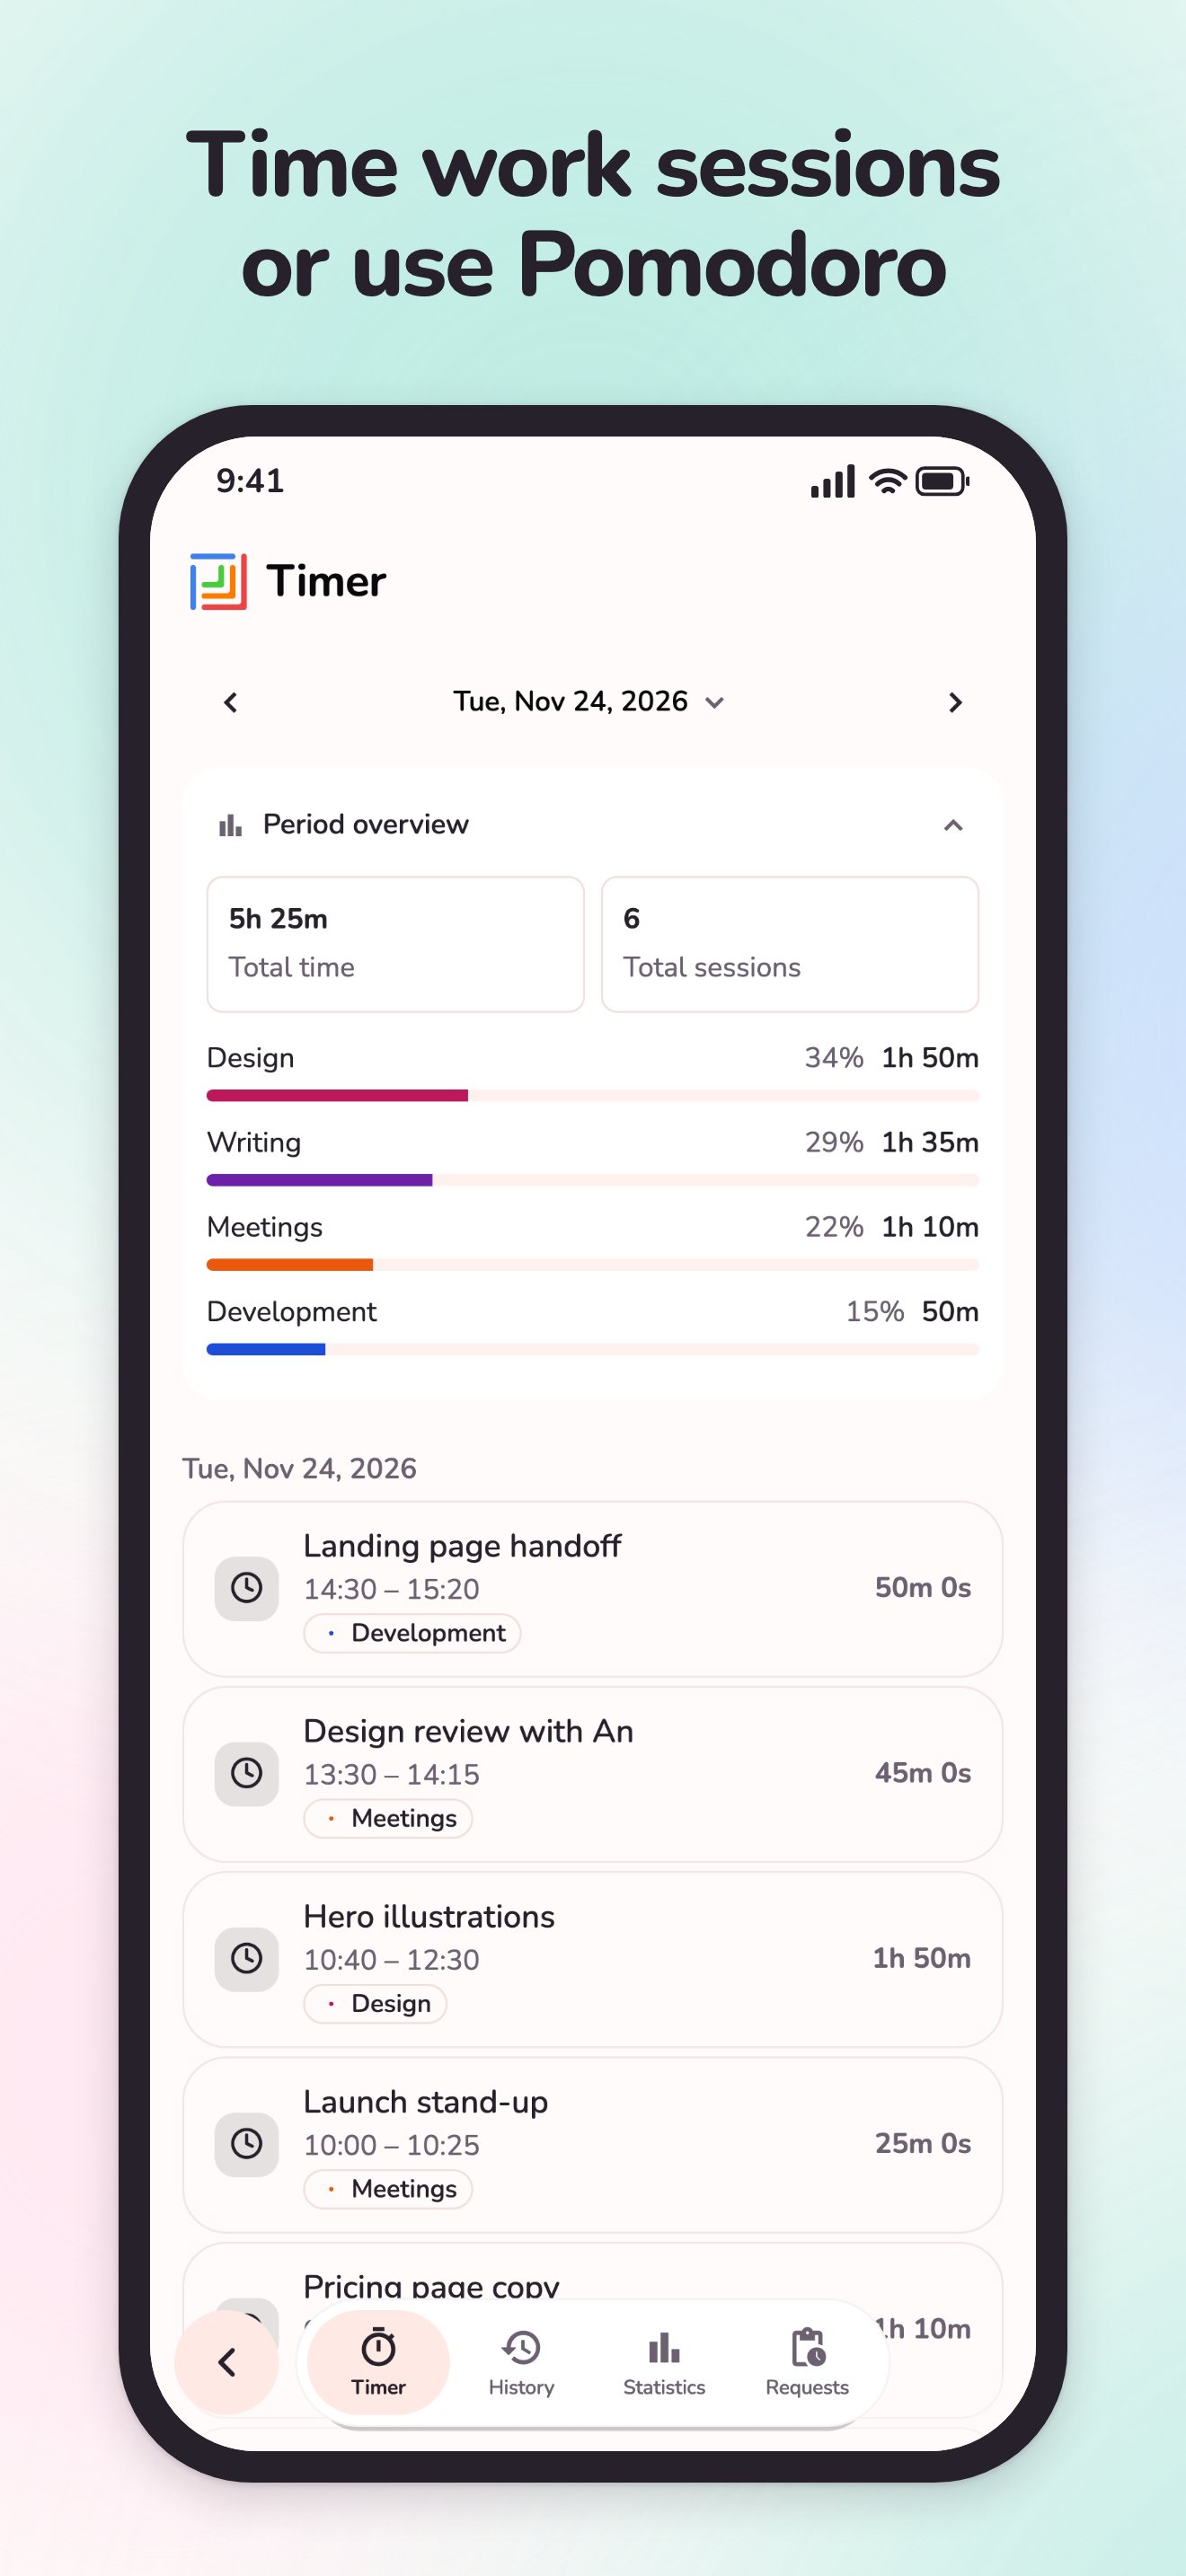 Time work sessions
or use Pomodoro
9:41
Timer
Tue, Nov 24, 2026
Period overview
5h 25m
Total time
6
Total sessions
Design 34% 1h 50m
Writing 29% 1h 35m
Meetings 22% 1h 10m
Development 15% 50m
Tue, Nov 24, 2026
Landing page handoff
14:30 – 15:20
50m 0s
Development
Design review with An
13:30 – 14:15
45m 0s
Meetings
Hero illustrations
10:40 – 12:30
1h 50m
Design
Launch stand-up
10:00 – 10:25
25m 0s
Meetings
Pricing page copy
1h 10m
Timer
History
Statistics
Requests